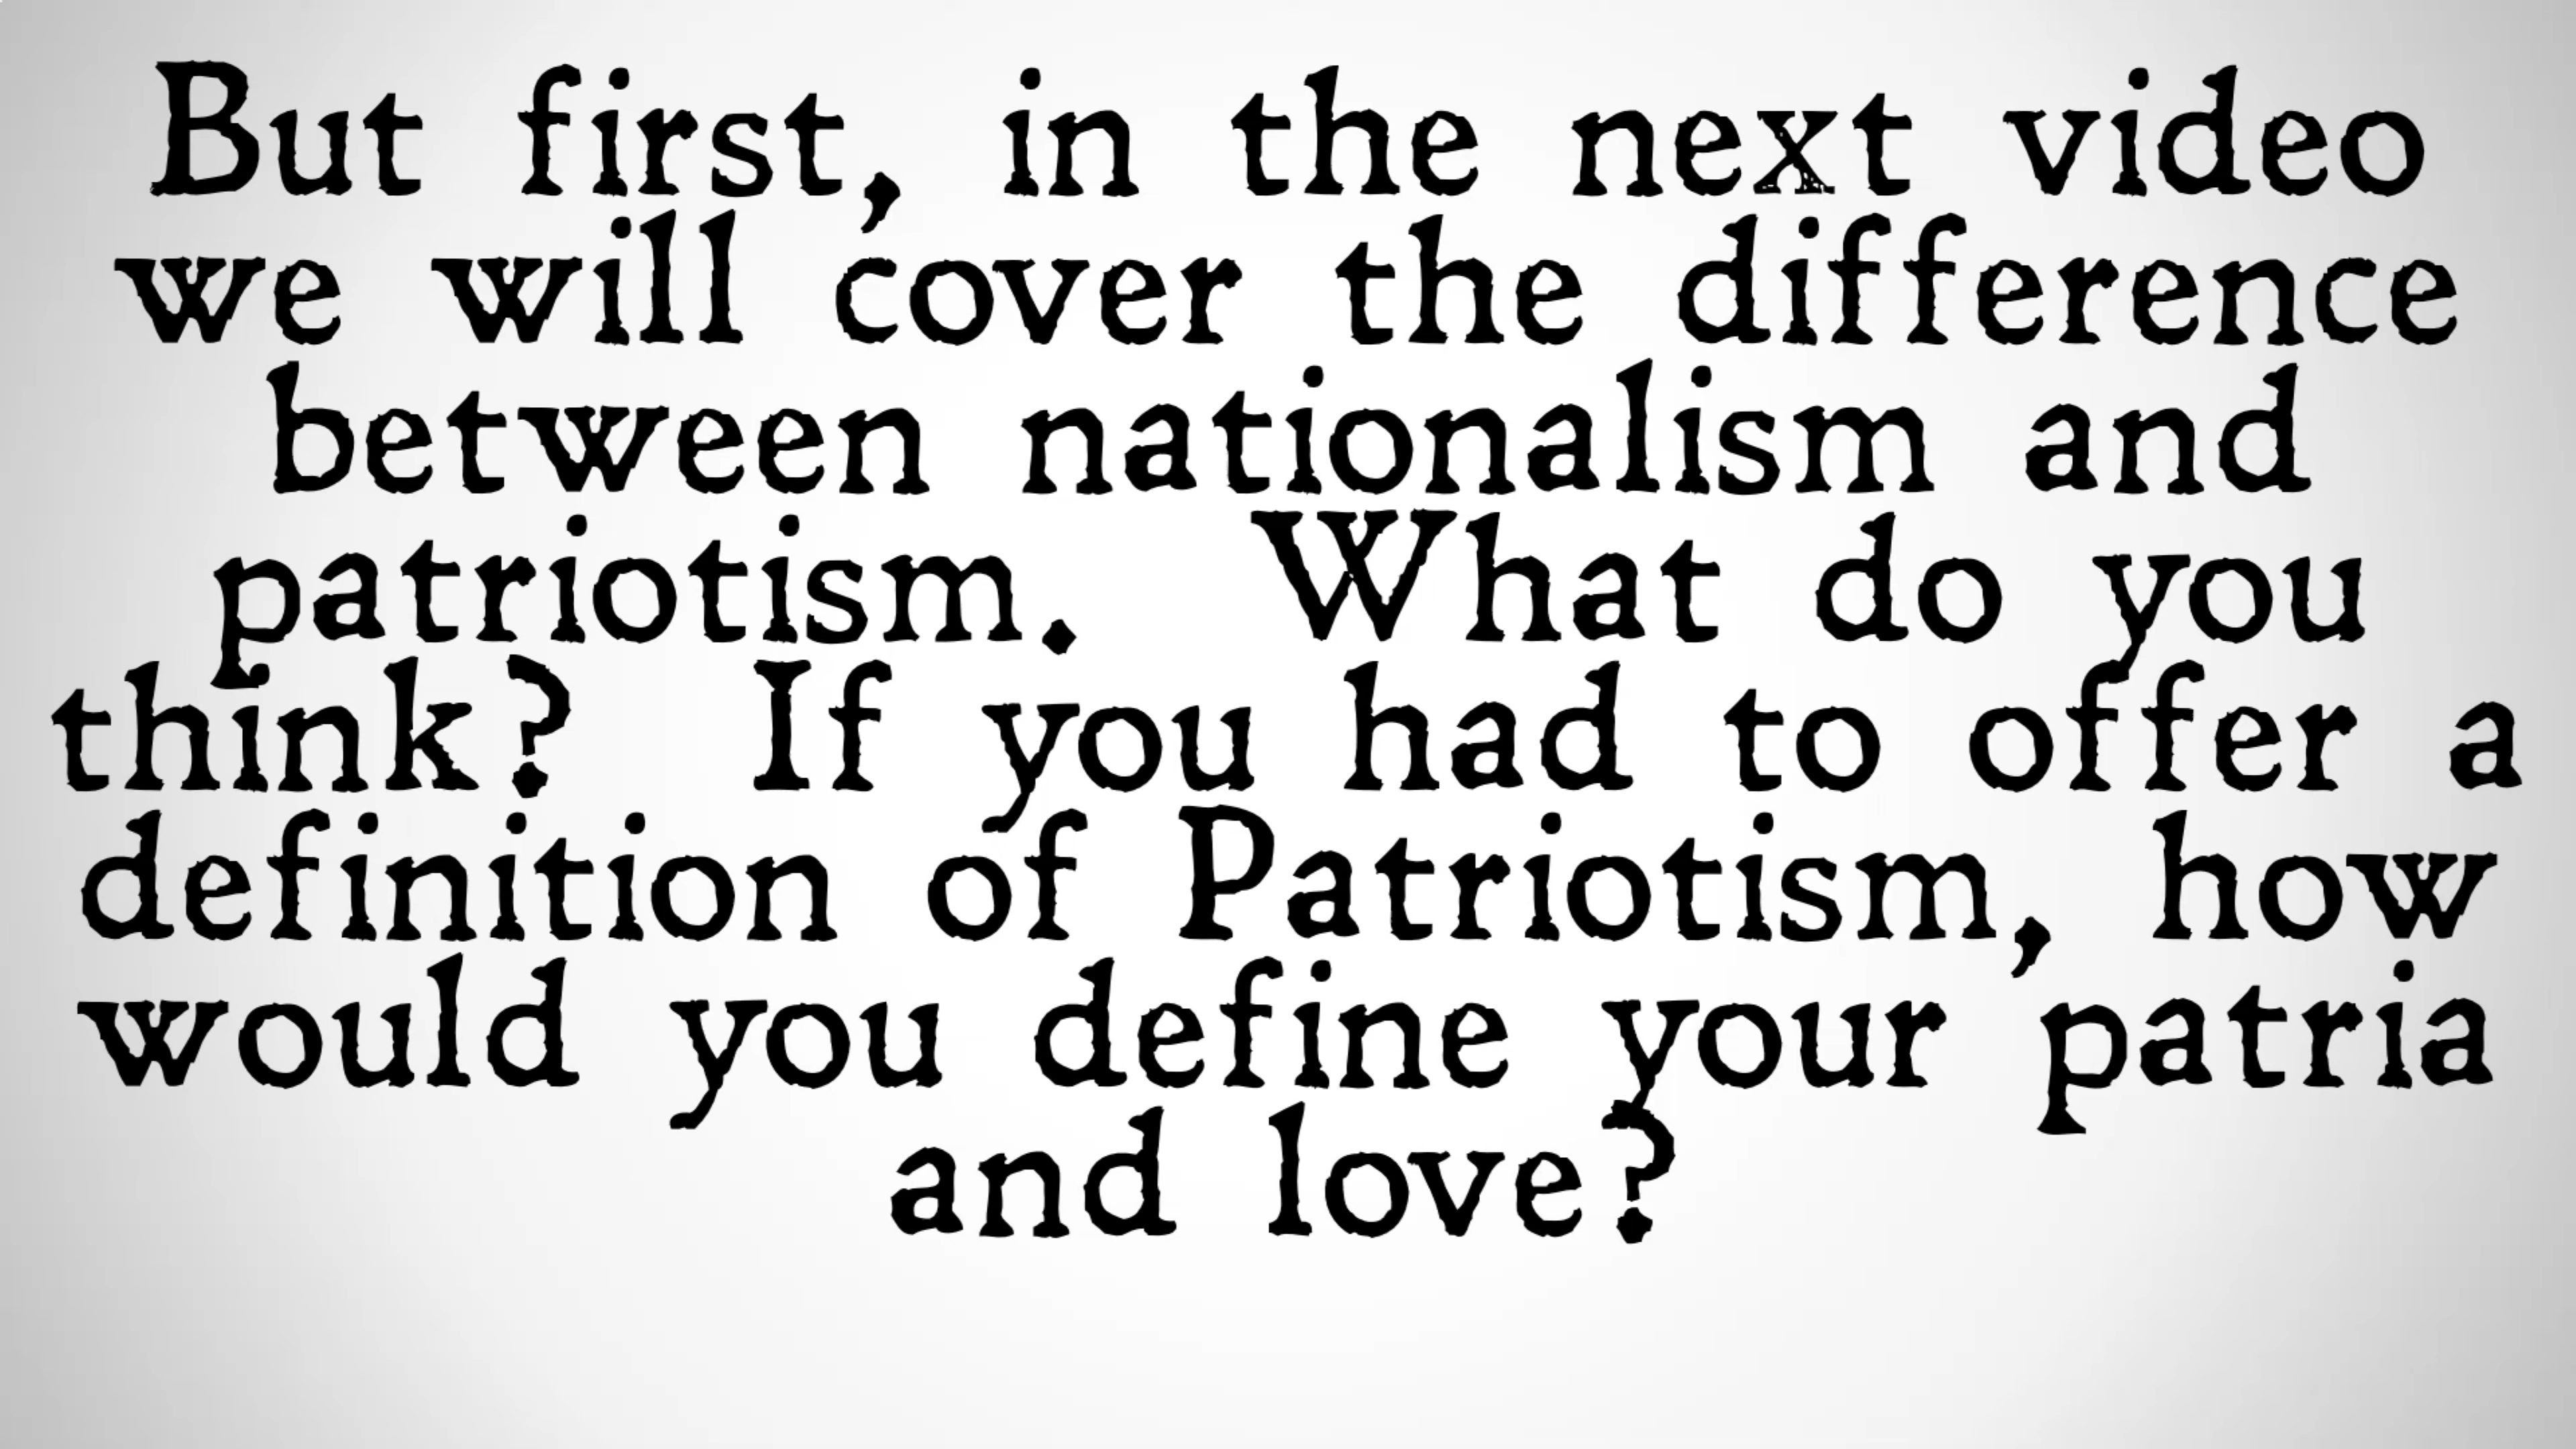 But first, in the next video
we will cover the difference
between nationalism and
patriotism.  What do you
think?  If you had to offer a
definition of Patriotism, how
would you define your patria
and love?